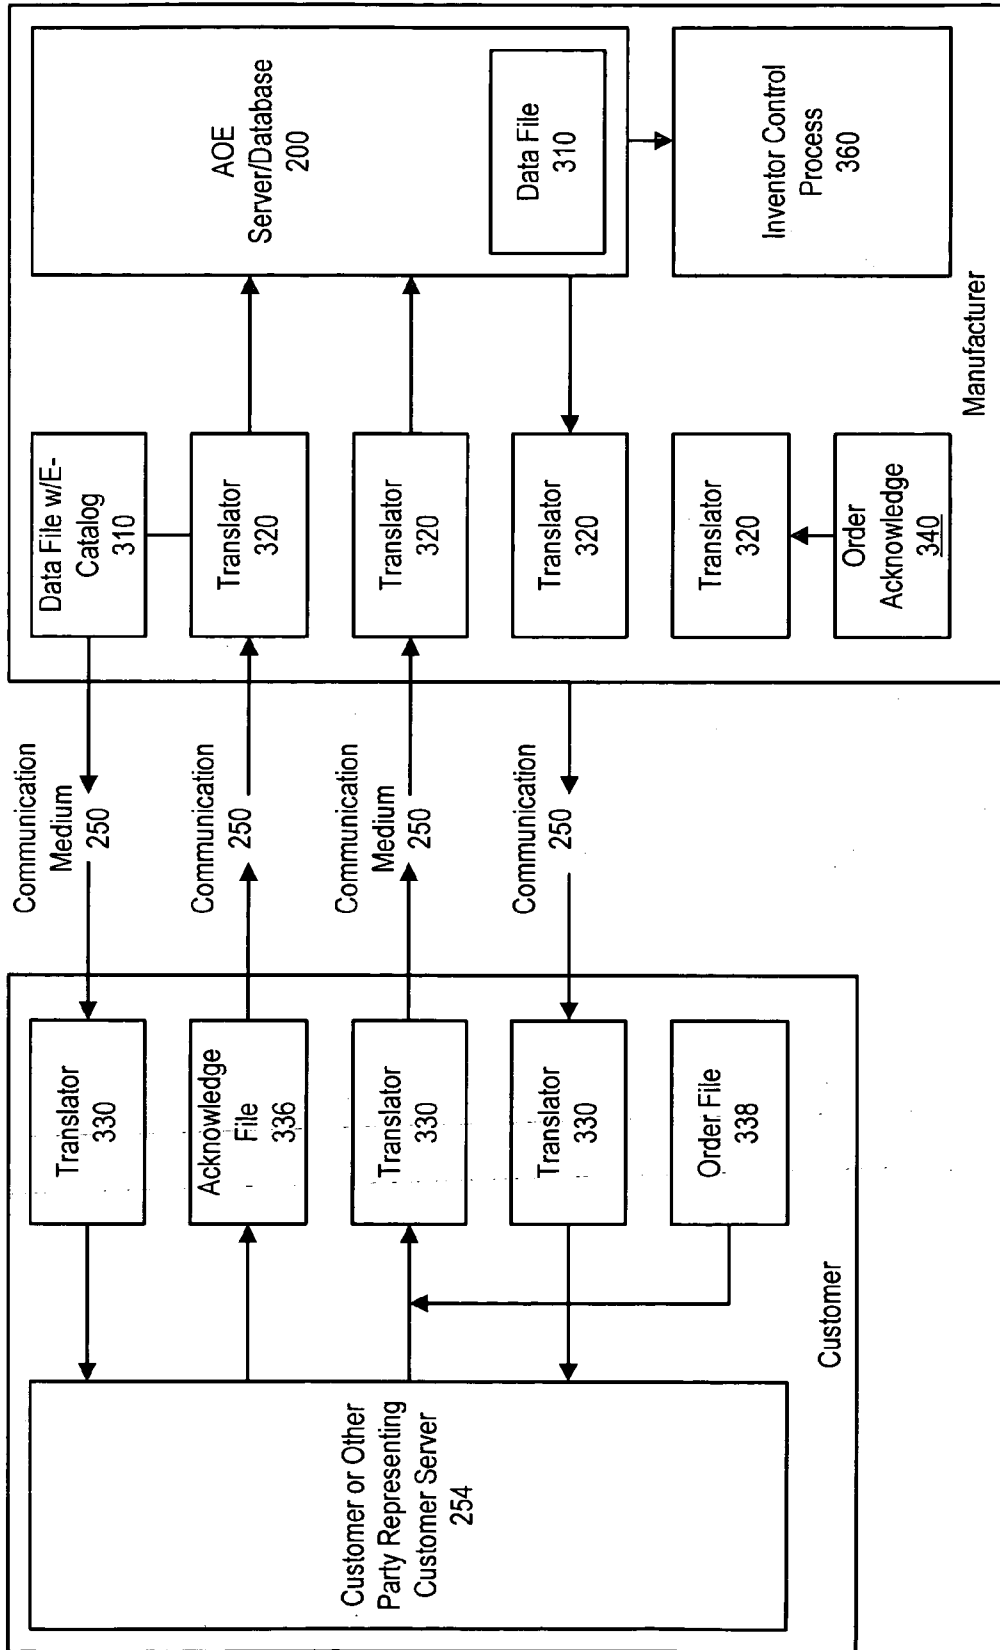 Customer or Other
Party Representing
Customer Server
254
Translator
330
Acknowledge
File
336
Translator
330
Translator
330
Order File
338
Customer
Communication
Medium
250
Communication
250
Communication
Medium
250
Communication
250
Data File w/E-
Catalog
310
Translator
320
Translator
320
Translator
320
Translator
320
Order
Acknowledge
340
AOE
Server/Database
200
Data File
310
Inventor Control
Process
360
Manufacturer